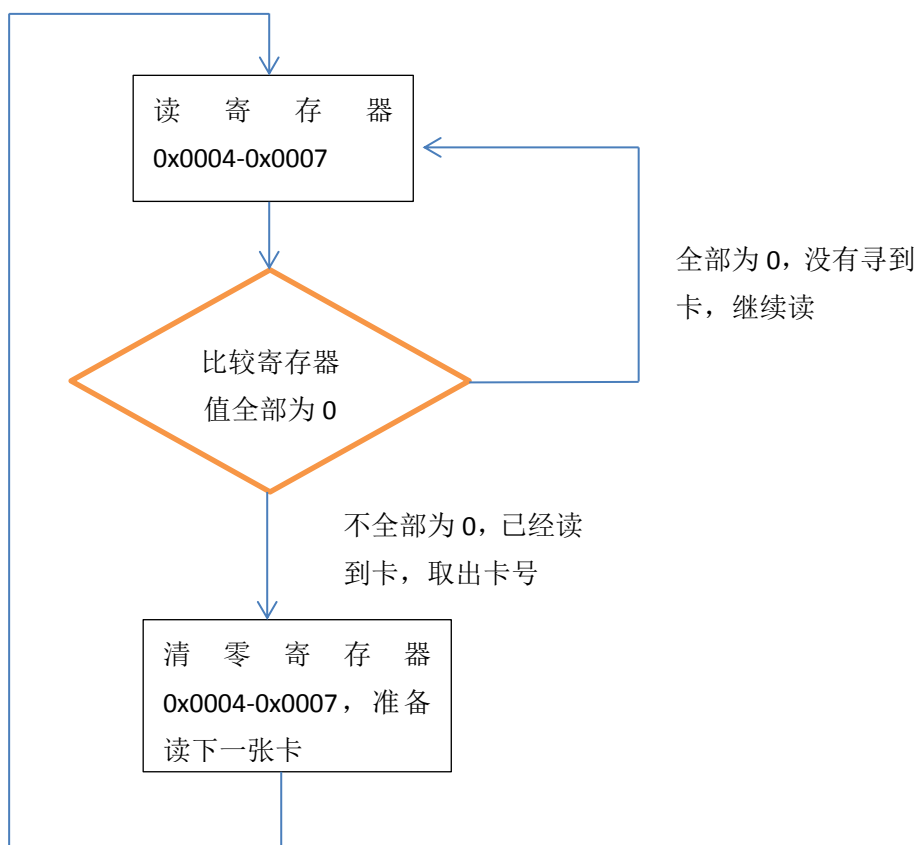 读寄存器
0x0004-0x0007
全部为 0，没有寻到
卡，继续读
比较寄存器
值全部为 0
不全部为 0，已经读
到卡，取出卡号
清零寄存器
0x0004-0x0007，准备
读下一张卡